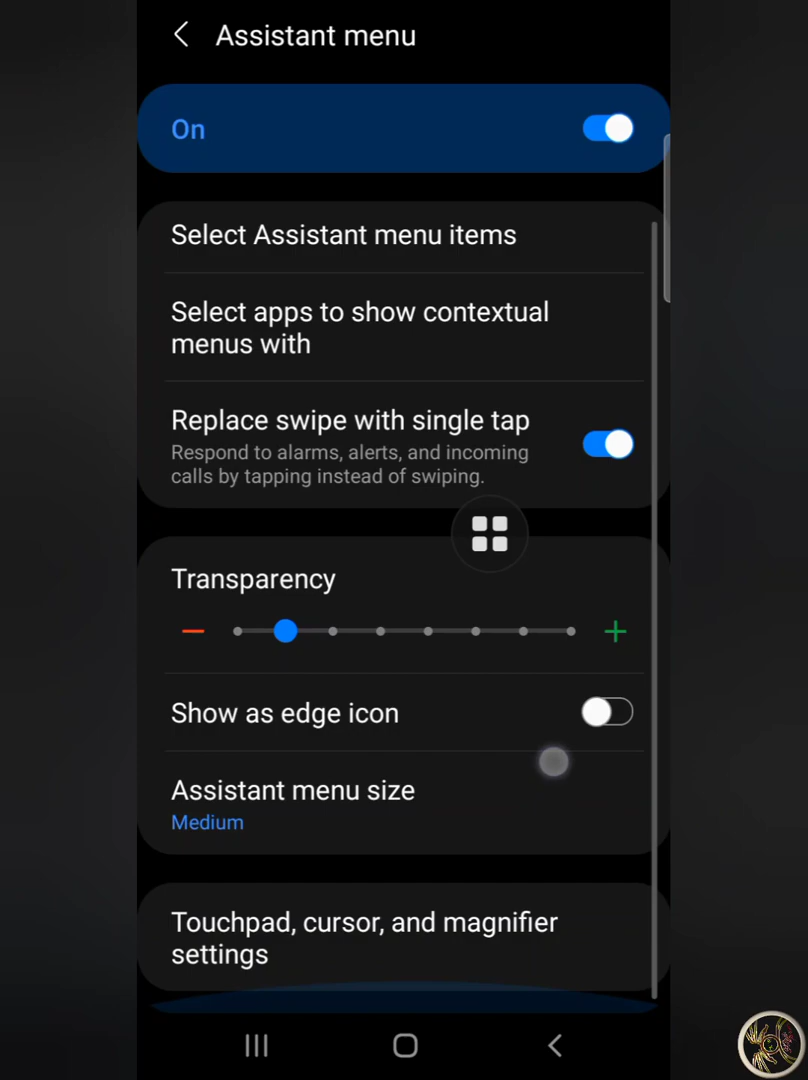 Assistant menu
On
Select Assistant menu items
Select apps to show contextual
menus with
Replace swipe with single tap
Respond to alarms, alerts, and incoming
calls by tapping instead of swiping.
Transparency
Show as edge icon
Assistant menu size
Medium
Touchpad, cursor, and magnifier
settings